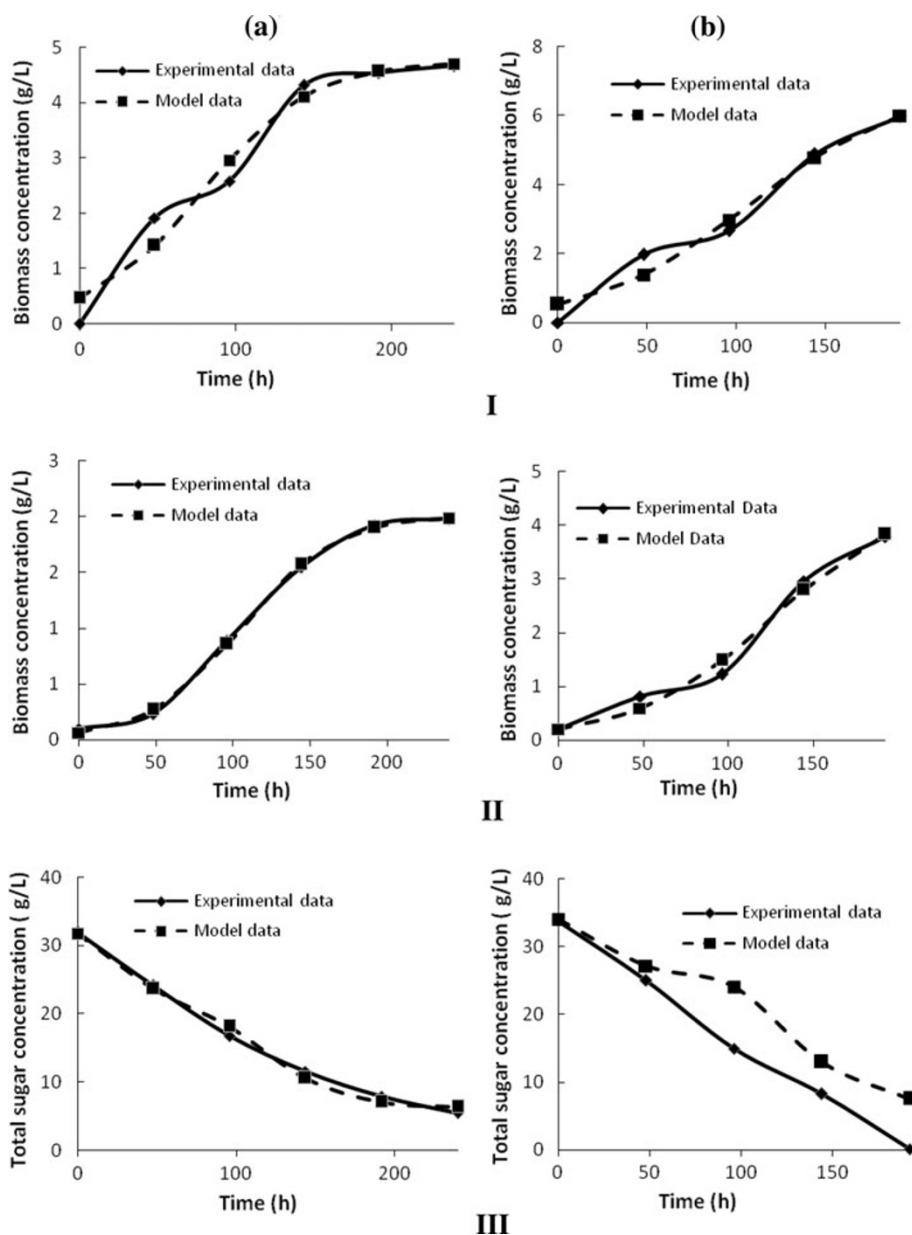 (a)
(b)
Biomass concentration (g/L)
5
4
3
2
1
0
Experimental data
Model data
0 100 200
Time (h)
Biomass concentration (g/L)
8
6
4
2
0
Experimental data
Model data
0 50 100 150
Time (h)
I
Biomass concentration (g/L)
3
2
2
1
1
0
Experimental data
Model data
0 50 100 150 200
Time (h)
Biomass concentration (g/L)
5
4
3
2
1
0
Experimental Data
Model Data
0 50 100 150
Time (h)
II
Total sugar concentration ( g/L)
40
30
20
10
0
Experimental data
Model data
0 100 200
Time (h)
Total sugar concentration ( g/L)
40
30
20
10
0
Experimental data
Model data
0 50 100 150
Time (h)
III